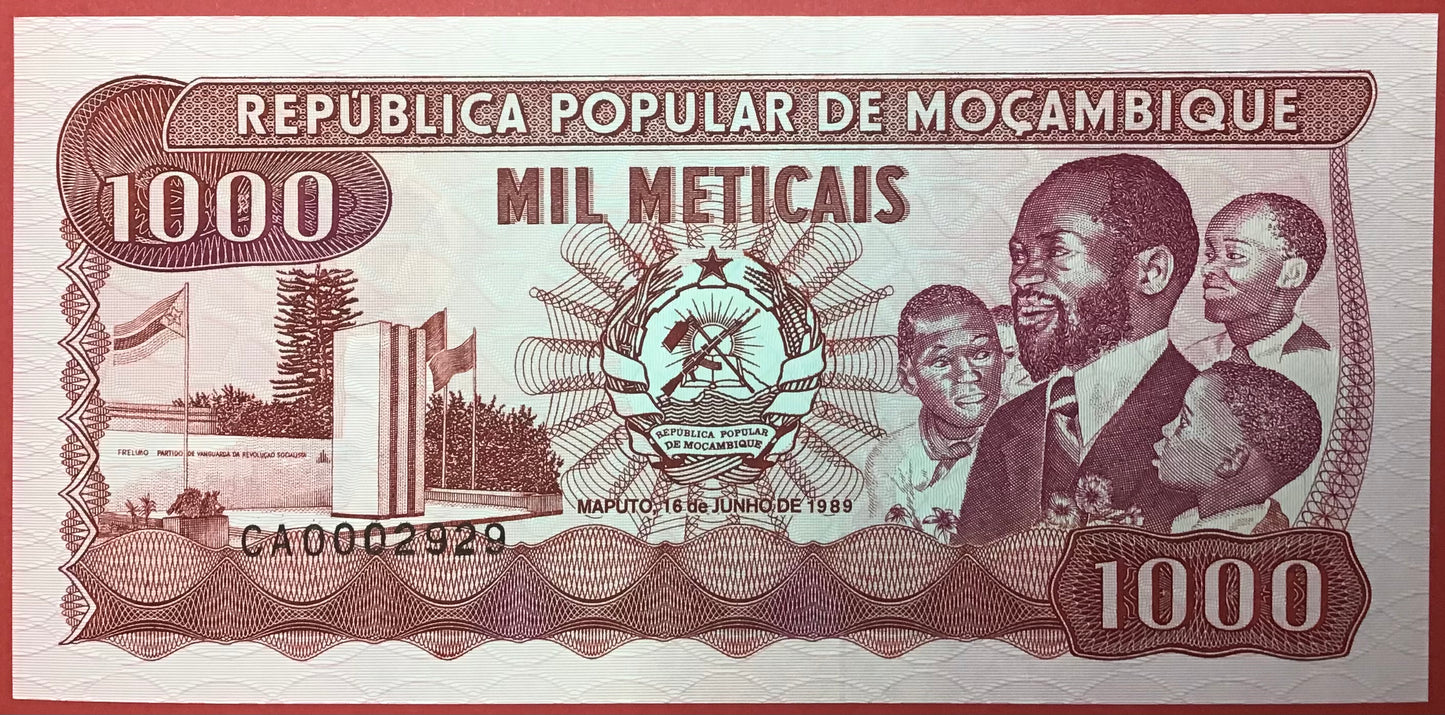 REPÚBLICA POPULAR DE MOÇAMBIQUE
1000
MIL METICAIS
FRELIMO PARTIDO DE VANGUARDA DA REVOLUÇÃO SOCIALISTA
REPÚBLICA POPULAR
DE MOÇAMBIQUE
MAPUTO, 16 de JUNHO DE 1989
CA0002929
1000